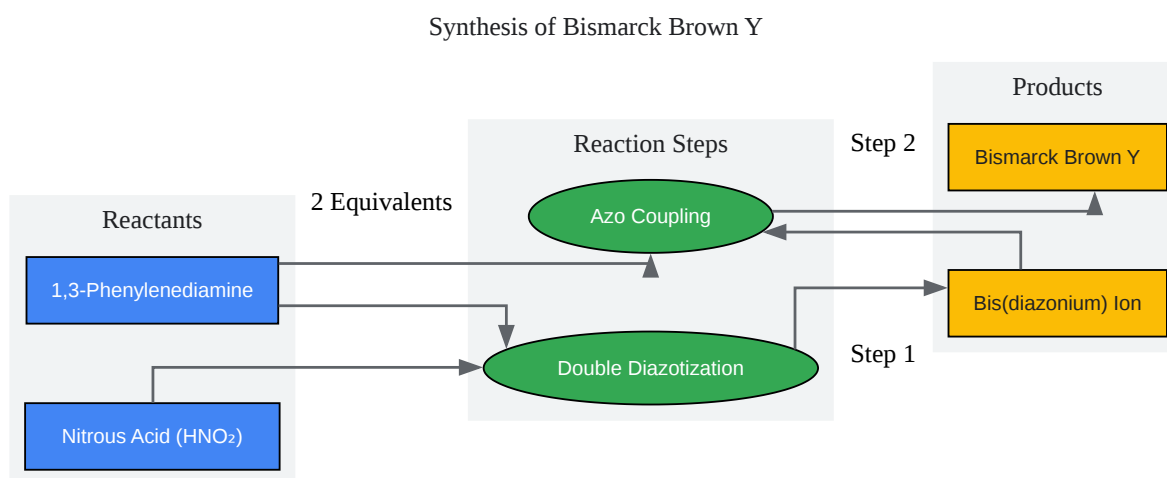 Synthesis of Bismarck Brown Y
Products
Bismarck Brown Y
Step 2
Reaction Steps
2 Equivalents
Azo Coupling
Reactants
1,3-Phenylenediamine
Bis(diazonium) Ion
Step 1
Double Diazotization
Nitrous Acid (HNO₂)